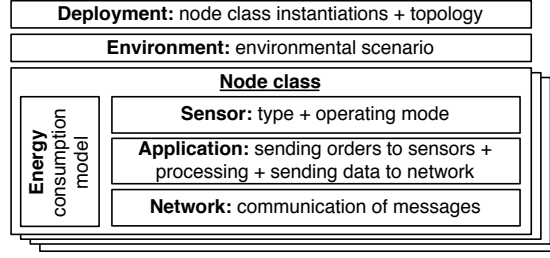 Deployment: node class instantiations + topology
Environment: environmental scenario
Node class
Energy
consumption
model
Sensor: type + operating mode
Application: sending orders to sensors +
processing + sending data to network
Network: communication of messages